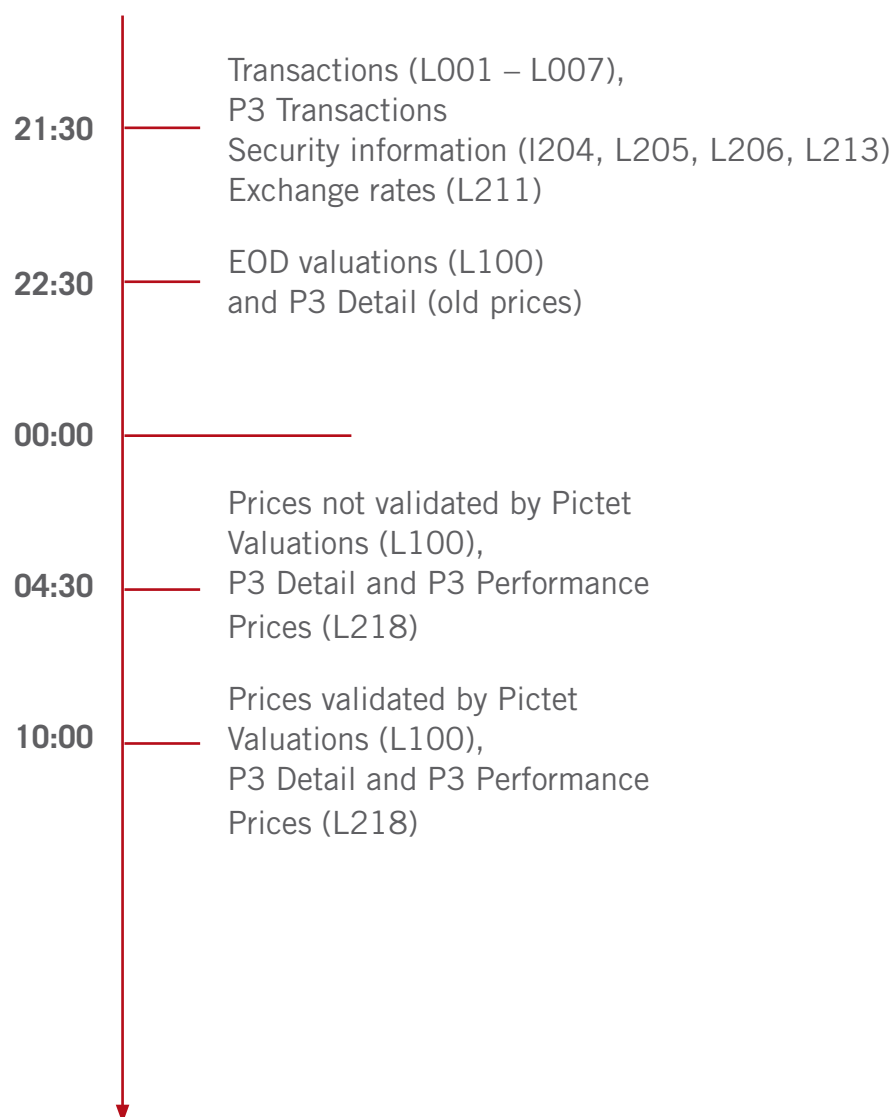 21:30
Transactions (L001 – L007),
P3 Transactions
Security information (I204, L205, L206, L213)
Exchange rates (L211)
22:30
EOD valuations (L100)
and P3 Detail (old prices)
00:00
04:30
Prices not validated by Pictet
Valuations (L100),
P3 Detail and P3 Performance
Prices (L218)
10:00
Prices validated by Pictet
Valuations (L100),
P3 Detail and P3 Performance
Prices (L218)